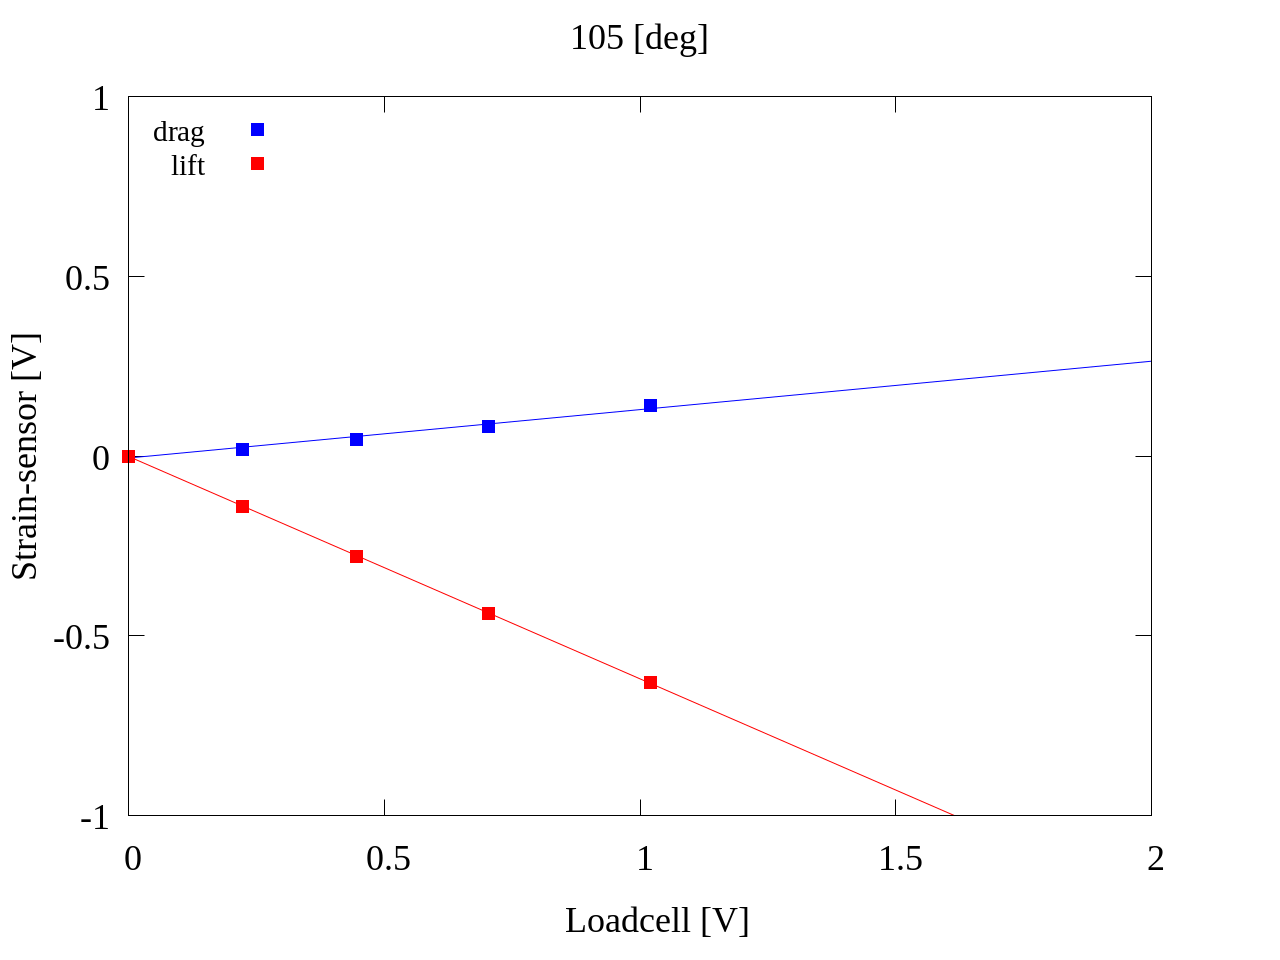 105 [deg]
1
drag
lift
0.5
0
-0.5
-1
Strain-sensor [V]
0 0.5 1 1.5 2
Loadcell [V]